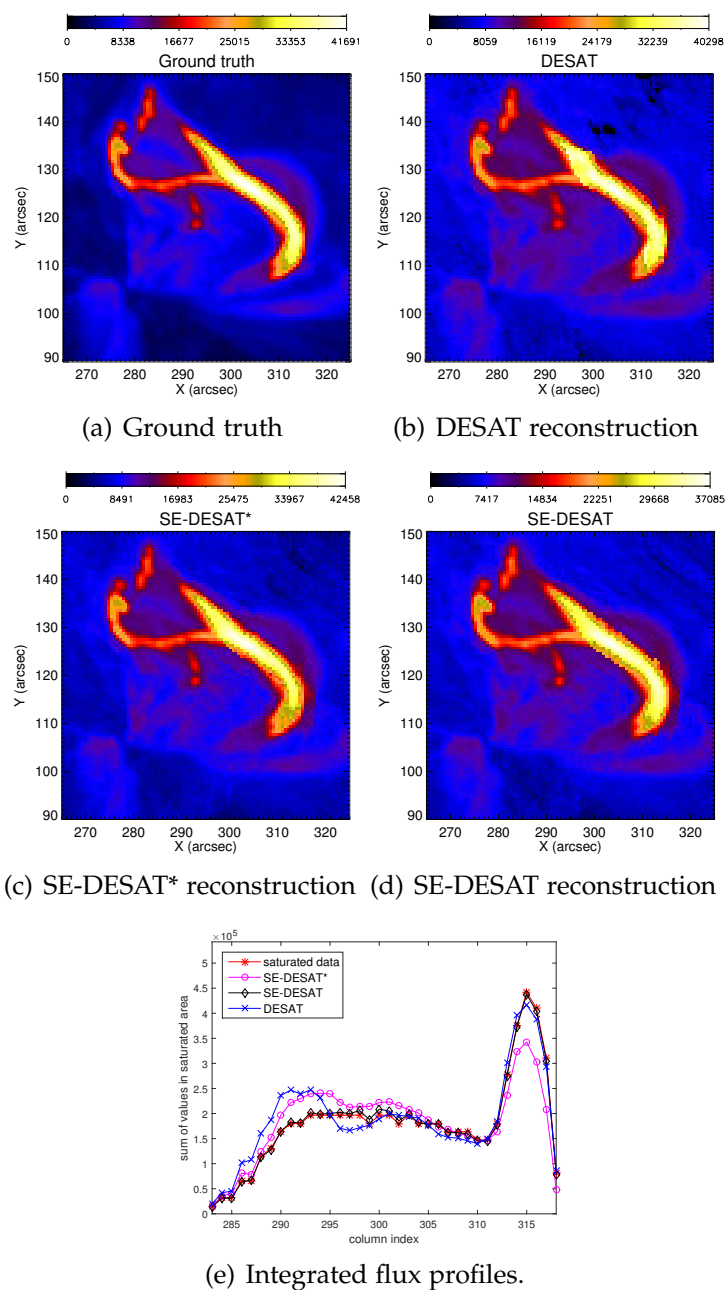 0 8338 16677 25015 33353 41691
Ground truth
150
140
130
120
110
100
90
Y (arcsec)
270 280 290 300 310 320
X (arcsec)
(a) Ground truth
0 8059 16119 24179 32239 40298
DESAT
150
140
130
120
110
100
90
Y (arcsec)
270 280 290 300 310 320
X (arcsec)
(b) DESAT reconstruction
0 8491 16983 25475 33967 42458
SE-DESAT*
150
140
130
120
110
100
90
Y (arcsec)
270 280 290 300 310 320
X (arcsec)
(c) SE-DESAT* reconstruction
0 7417 14834 22251 29668 37085
SE-DESAT
150
140
130
120
110
100
90
Y (arcsec)
270 280 290 300 310 320
X (arcsec)
(d) SE-DESAT reconstruction
×10⁵
5
4.5
4
3.5
3
2.5
2
1.5
1
0.5
0
sum of values in saturated area
saturated data
SE-DESAT*
SE-DESAT
DESAT
285 290 295 300 305 310 315
column index
(e) Integrated flux profiles.